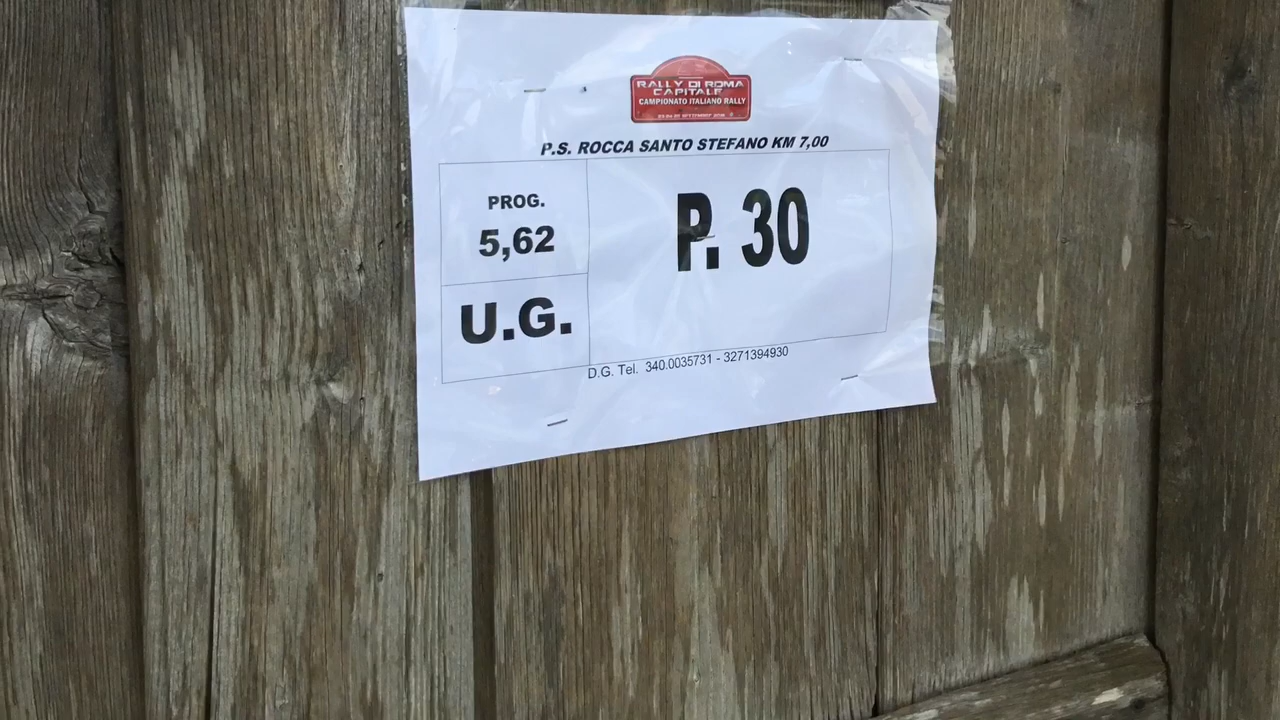 RALLY DI ROMA
CAPITALE
CAMPIONATO ITALIANO RALLY
P.S. ROCCA SANTO STEFANO KM 7,00
PROG.
5,62
P. 30
U.G.
D.G. Tel. 340.0035731 - 3271394930